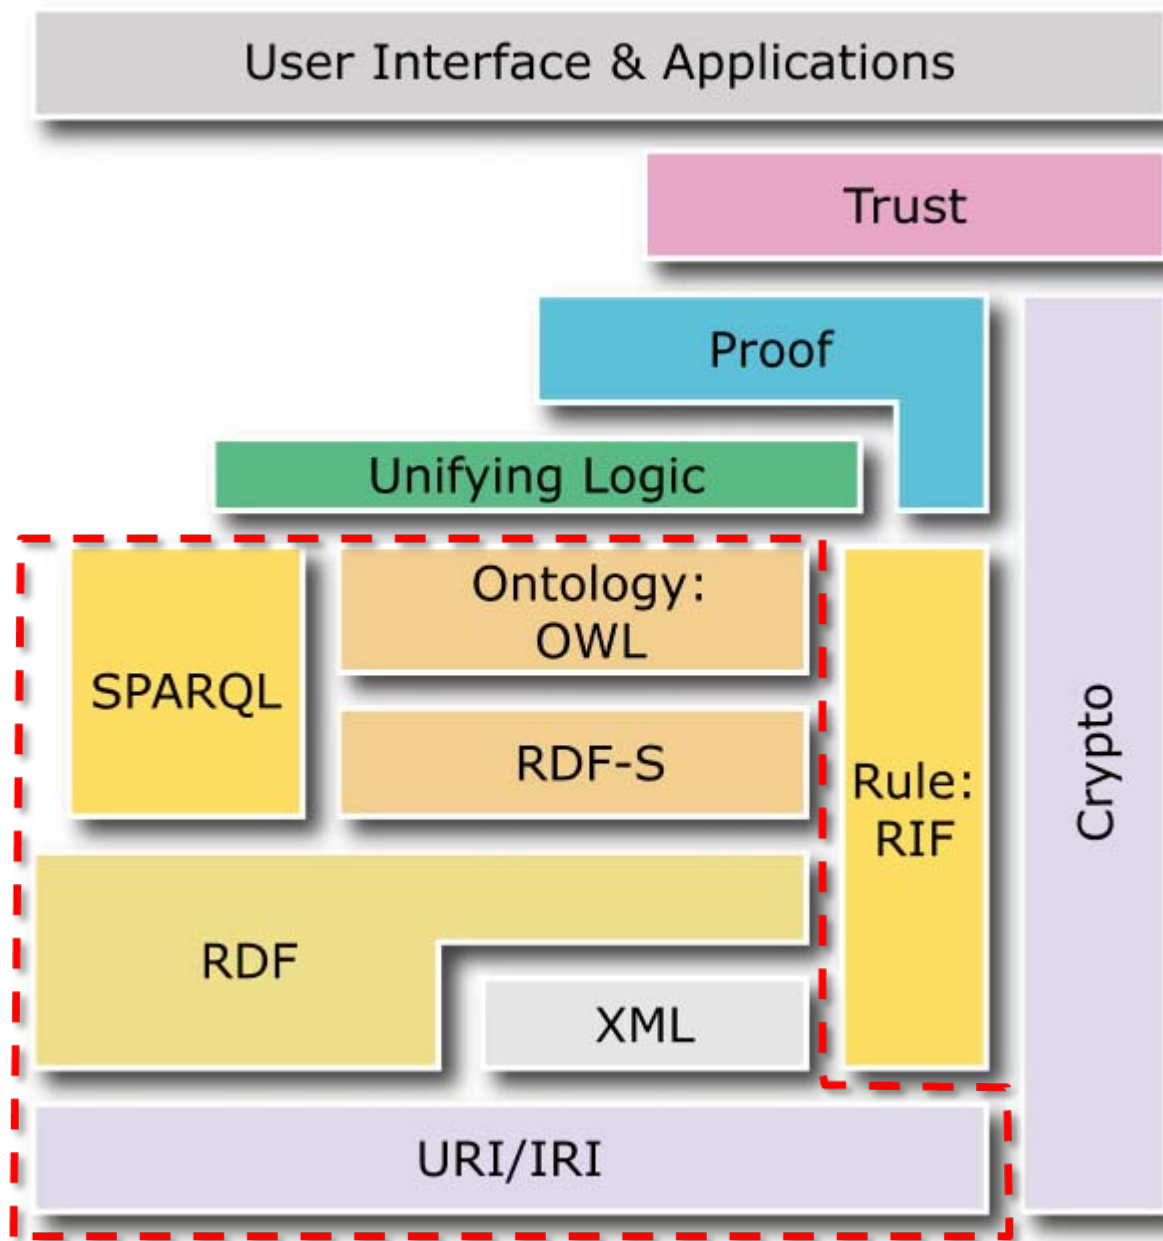 User Interface & Applications
Trust
Proof
Unifying Logic
Ontology:
OWL
SPARQL
RDF-S
Rule:
RIF
Crypto
RDF
XML
URI/IRI